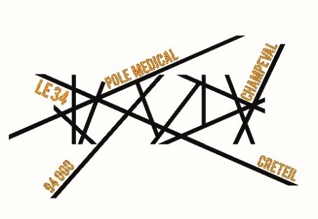 LE 34
POLE MEDICAL
CHAMPEVAL
94 000
CRETEIL